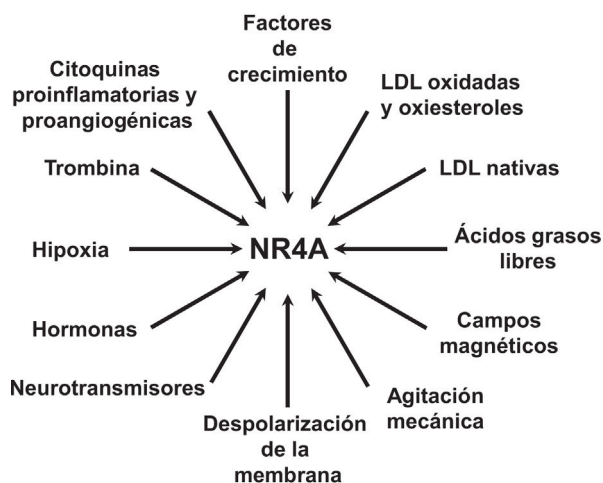 Factores
de
crecimiento
Citoquinas
proinflamatorias y
proangiogénicas
LDL oxidadas
y oxiesteroles
Trombina
LDL nativas
Hipoxia
NR4A
Ácidos grasos
libres
Hormonas
Campos
magnéticos
Neurotransmisores
Agitación
mecánica
Despolarización
de la
membrana